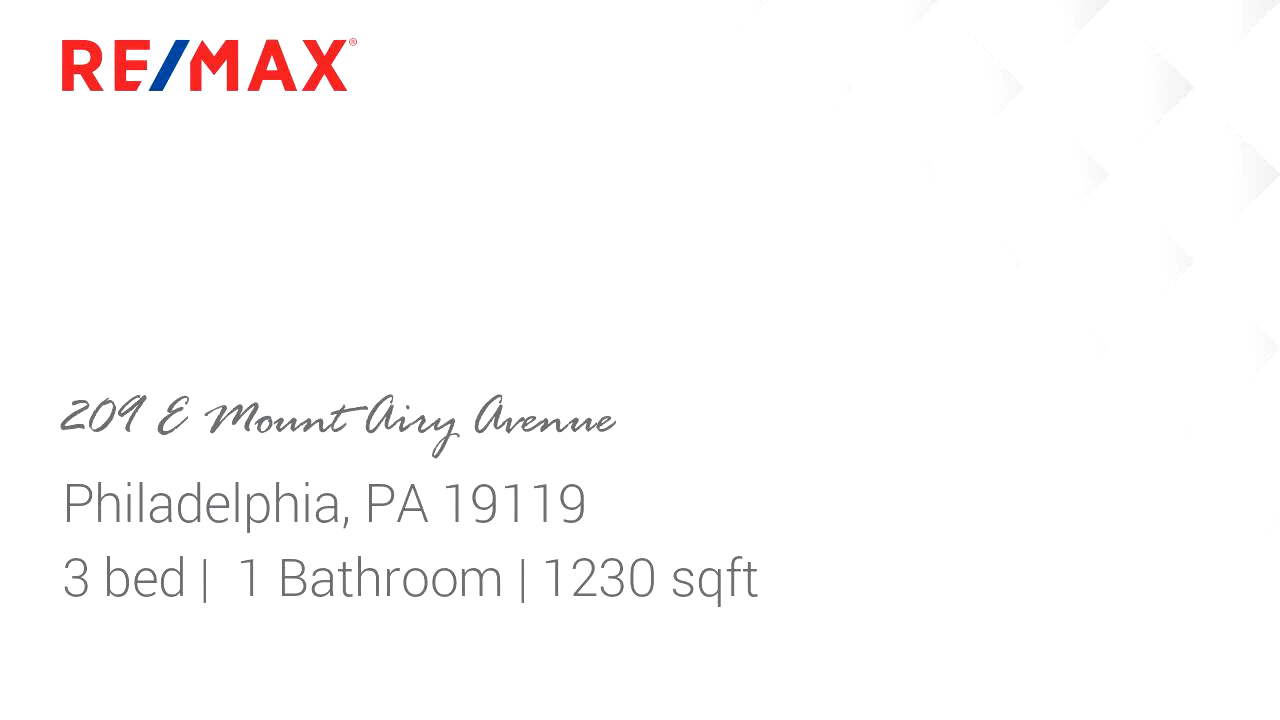 RE/MAX®
209 E Mount Airy Avenue
Philadelphia, PA 19119
3 bed | 1 Bathroom | 1230 sqft